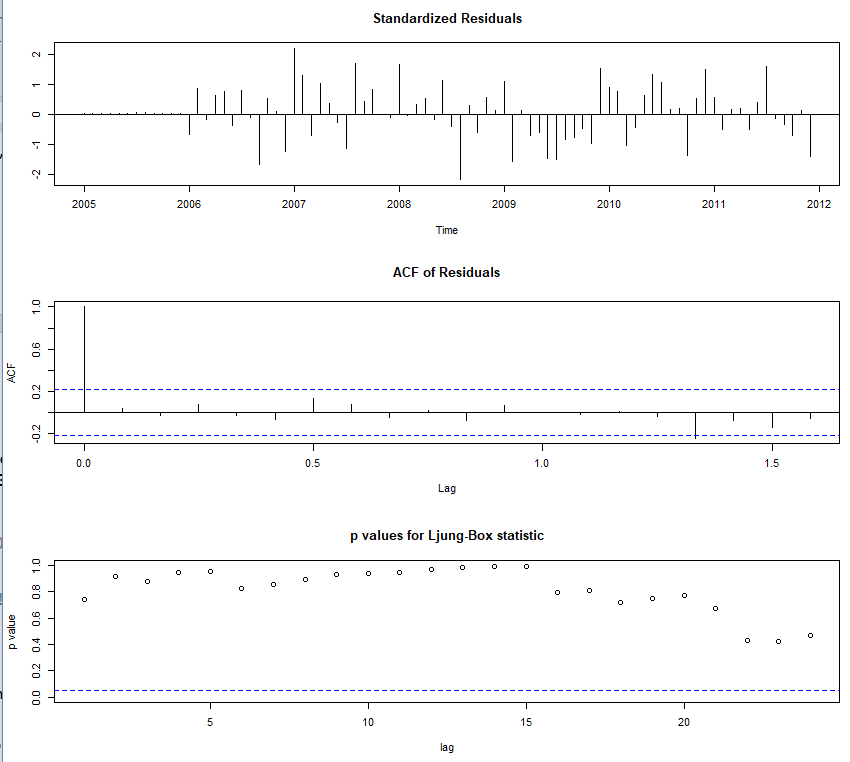 Standardized Residuals
2
1
0
-1
-2
2005 2006 2007 2008 2009 2010 2011 2012
Time
ACF of Residuals
ACF
1.0
0.6
0.2
-0.2
0.0 0.5 1.0 1.5
Lag
p values for Ljung-Box statistic
p value
1.0
0.8
0.6
0.4
0.2
0.0
5 10 15 20
lag